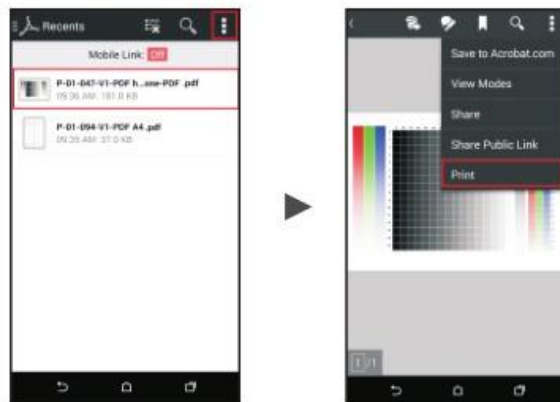 Recents
Mobile Link: Off
P-01-047-V1-PDF h...one-PDF .pdf
09:36 AM 181.0 KB
P-01-094-V1-PDF A4 .pdf
09:35 AM 37.0 KB
Save to Acrobat.com
View Modes
Share
Share Public Link
Print
1/1